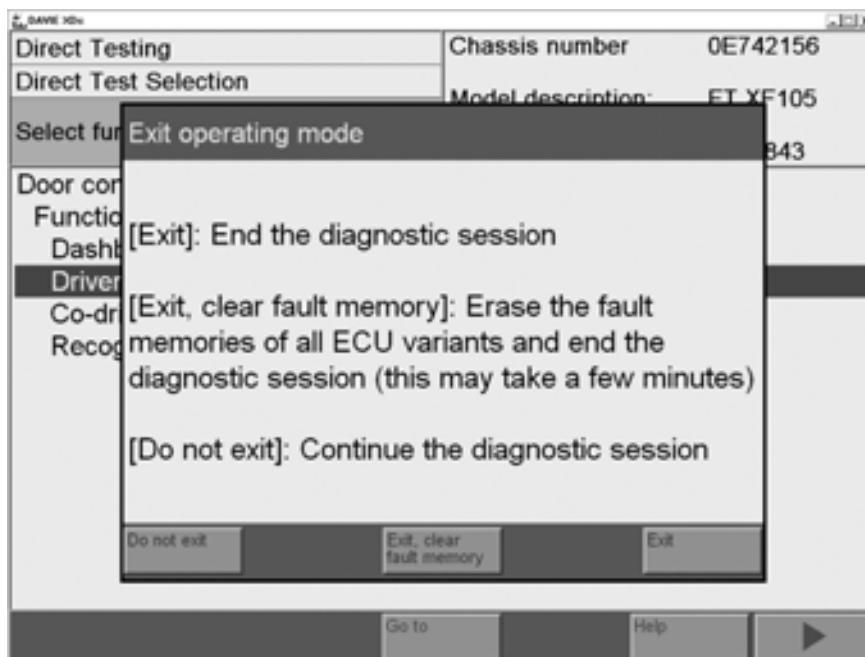 DAVIE XDc
Direct Testing
Chassis number 0E742156
Direct Test Selection
Model description: FT XF105
Select fun
843
Exit operating mode
Door con
Functio
Dashb
Driver
Co-dri
Recog
[Exit]: End the diagnostic session
[Exit, clear fault memory]: Erase the fault
memories of all ECU variants and end the
diagnostic session (this may take a few minutes)
[Do not exit]: Continue the diagnostic session
Do not exit
Exit, clear
fault memory
Exit
Go to
Help